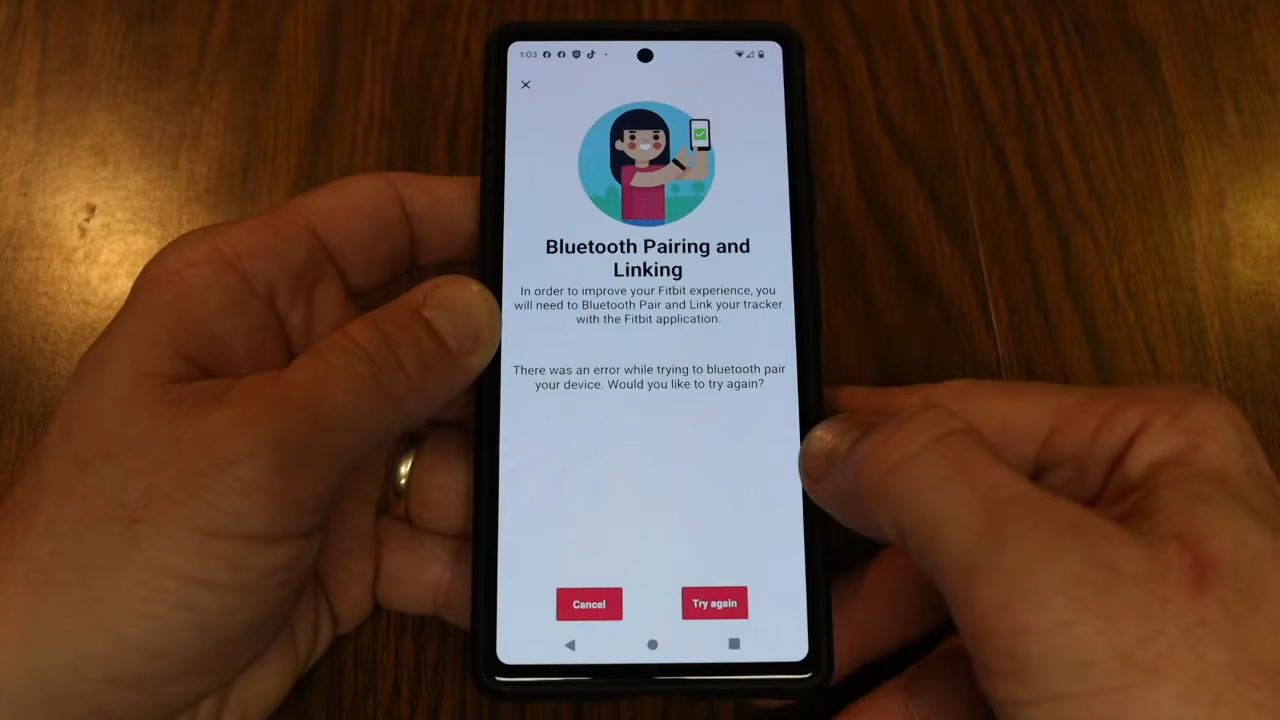 1:03
Bluetooth Pairing and
Linking
In order to improve your Fitbit experience, you
will need to Bluetooth Pair and Link your tracker
with the Fitbit application.
There was an error while trying to bluetooth pair
your device. Would you like to try again?
Cancel
Try again